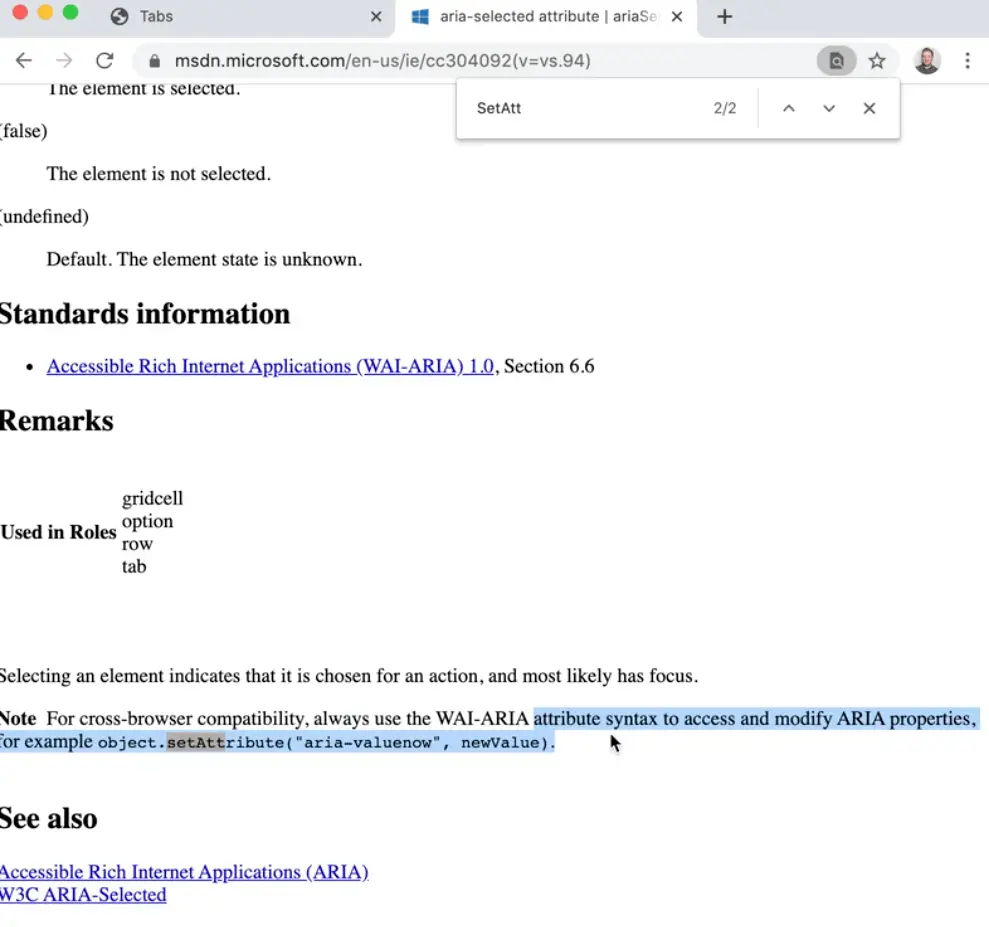 Tabs
aria-selected attribute | ariaSe
msdn.microsoft.com/en-us/ie/cc304092(v=vs.94)
SetAtt 2/2
The element is selected.
(false)
The element is not selected.
(undefined)
Default. The element state is unknown.
Standards information
• Accessible Rich Internet Applications (WAI-ARIA) 1.0, Section 6.6
Remarks
Used in Roles
gridcell
option
row
tab
Selecting an element indicates that it is chosen for an action, and most likely has focus.
Note For cross-browser compatibility, always use the WAI-ARIA attribute syntax to access and modify ARIA properties,
for example object.setAttribute("aria-valuenow", newValue).
See also
Accessible Rich Internet Applications (ARIA)
W3C ARIA-Selected